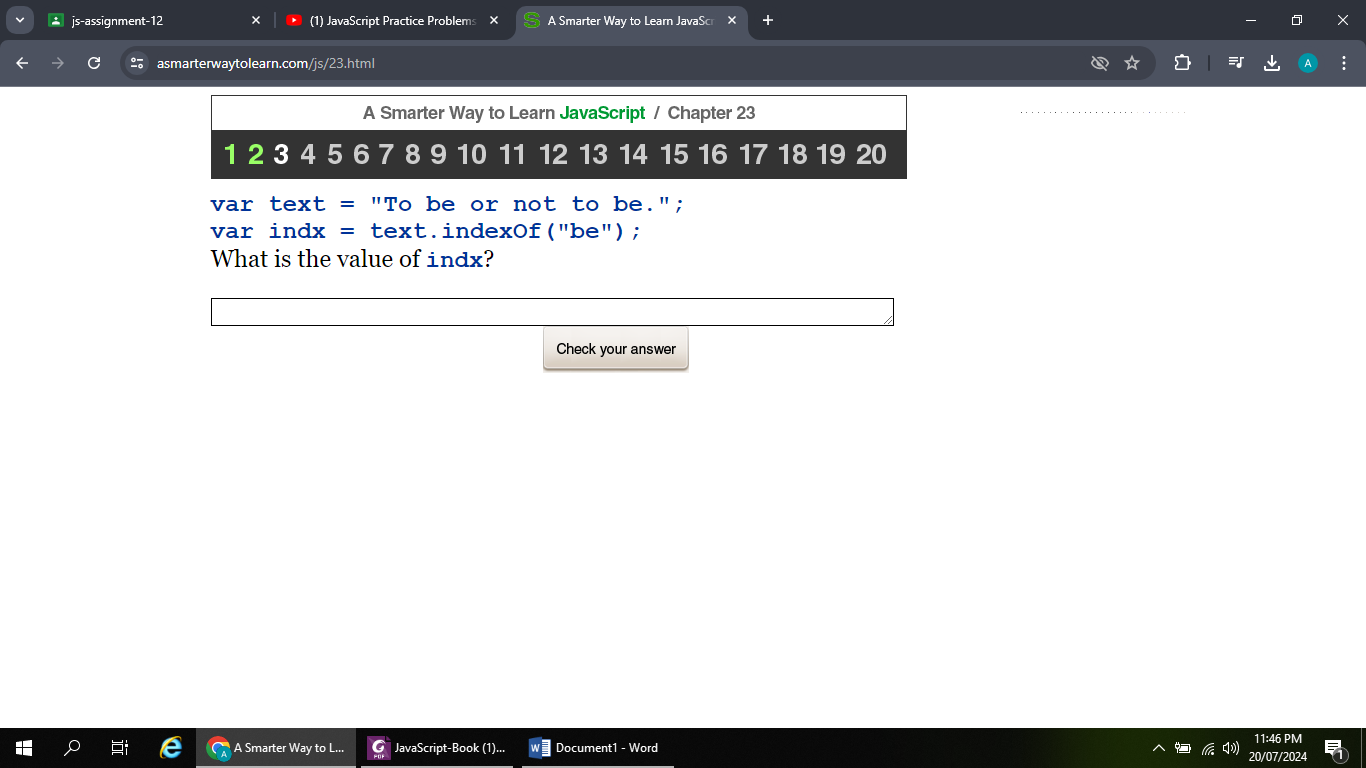 js-assignment-12
(1) JavaScript Practice Problems
A Smarter Way to Learn JavaSc
asmarterwaytolearn.com/js/23.html
A
A Smarter Way to Learn JavaScript / Chapter 23
1 2 3 4 5 6 7 8 9 10 11 12 13 14 15 16 17 18 19 20
var text = "To be or not to be.";
var indx = text.indexOf("be");
What is the value of indx?
Check your answer
A Smarter Way to L...
JavaScript-Book (1)...
Document1 - Word
11:46 PM
20/07/2024
1